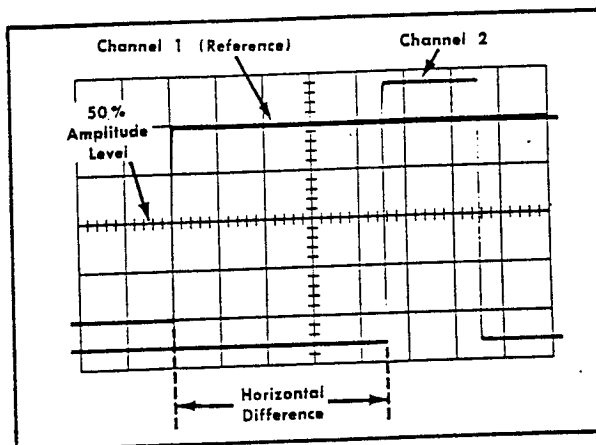 Channel 1 (Reference)
Channel 2
50%
Amplitude
Level
Horizontal
Difference